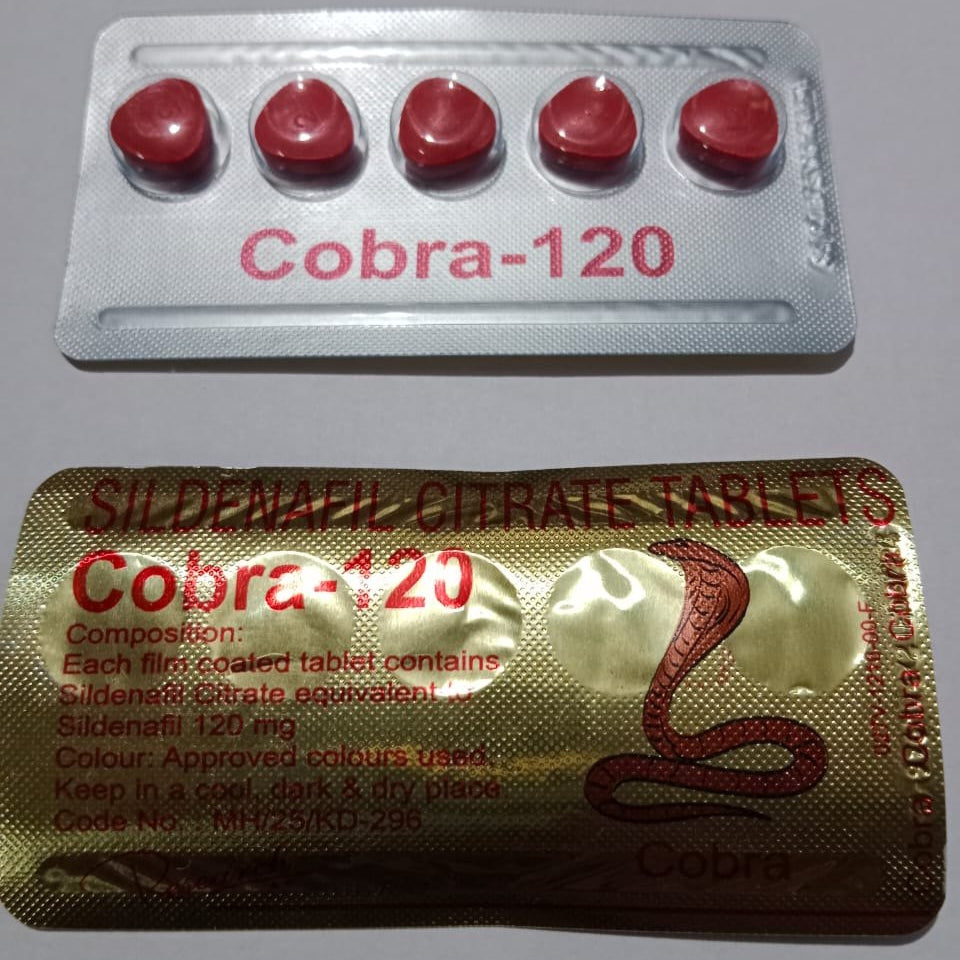 Cobra-120
SILDENAFIL CITRATE TABLETS
Cobra-120
Composition:
Each film coated tablet contains
Sildenafil Citrate equivalent to
Sildenafil 120 mg
Colour: Approved colours used.
Keep in a cool, dark & dry place
Code No. : MH/25/KD-296
Cobra